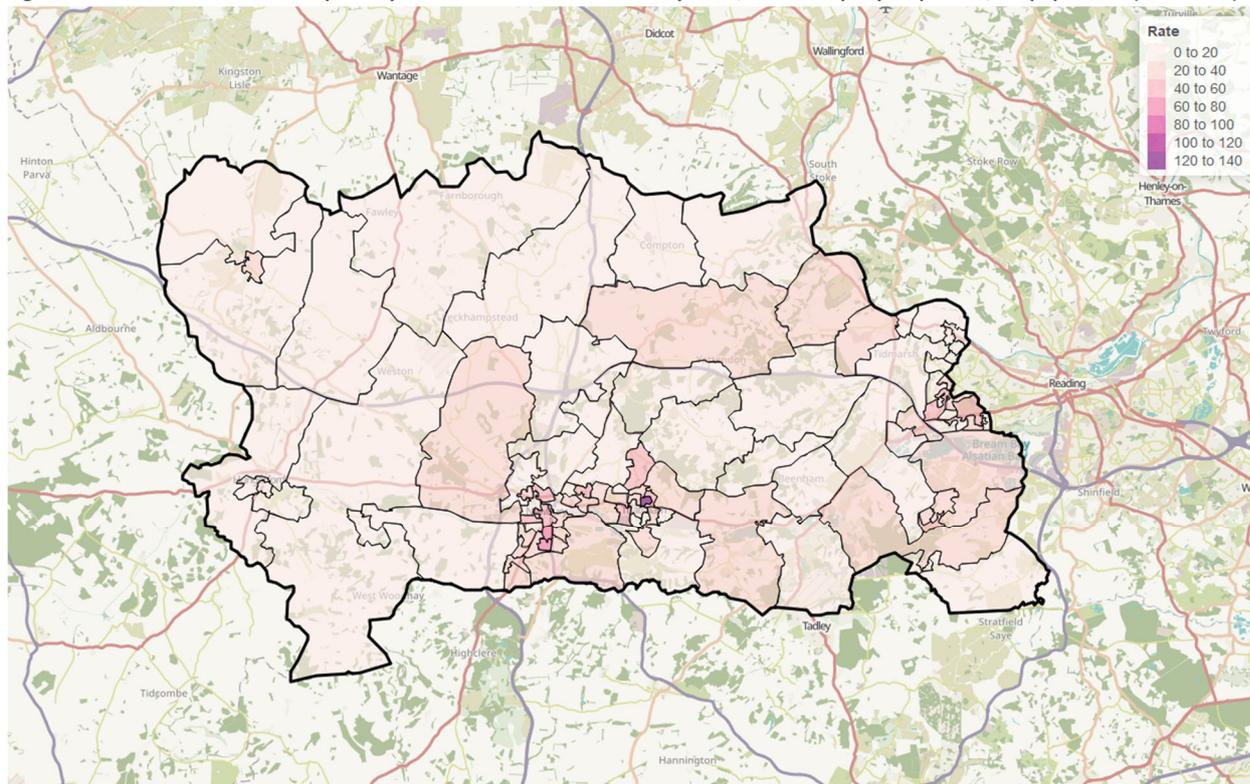 Didcot
Wallingford
Rate
0 to 20
20 to 40
40 to 60
60 to 80
80 to 100
100 to 120
120 to 140
Kingston
Lisle
Wantage
Hinton
Parva
South
Stoke
Stoke Row
Henley-on-
Thames
Farnborough
Fawley
Compton
Aldbourne
eckhampstead
Twyford
Tidmarsh
Weston
Reading
Beenham
Shinfield
West Woodhay
Tadley
Stratfield
Saye
Highclere
Tidcombe
Hannington